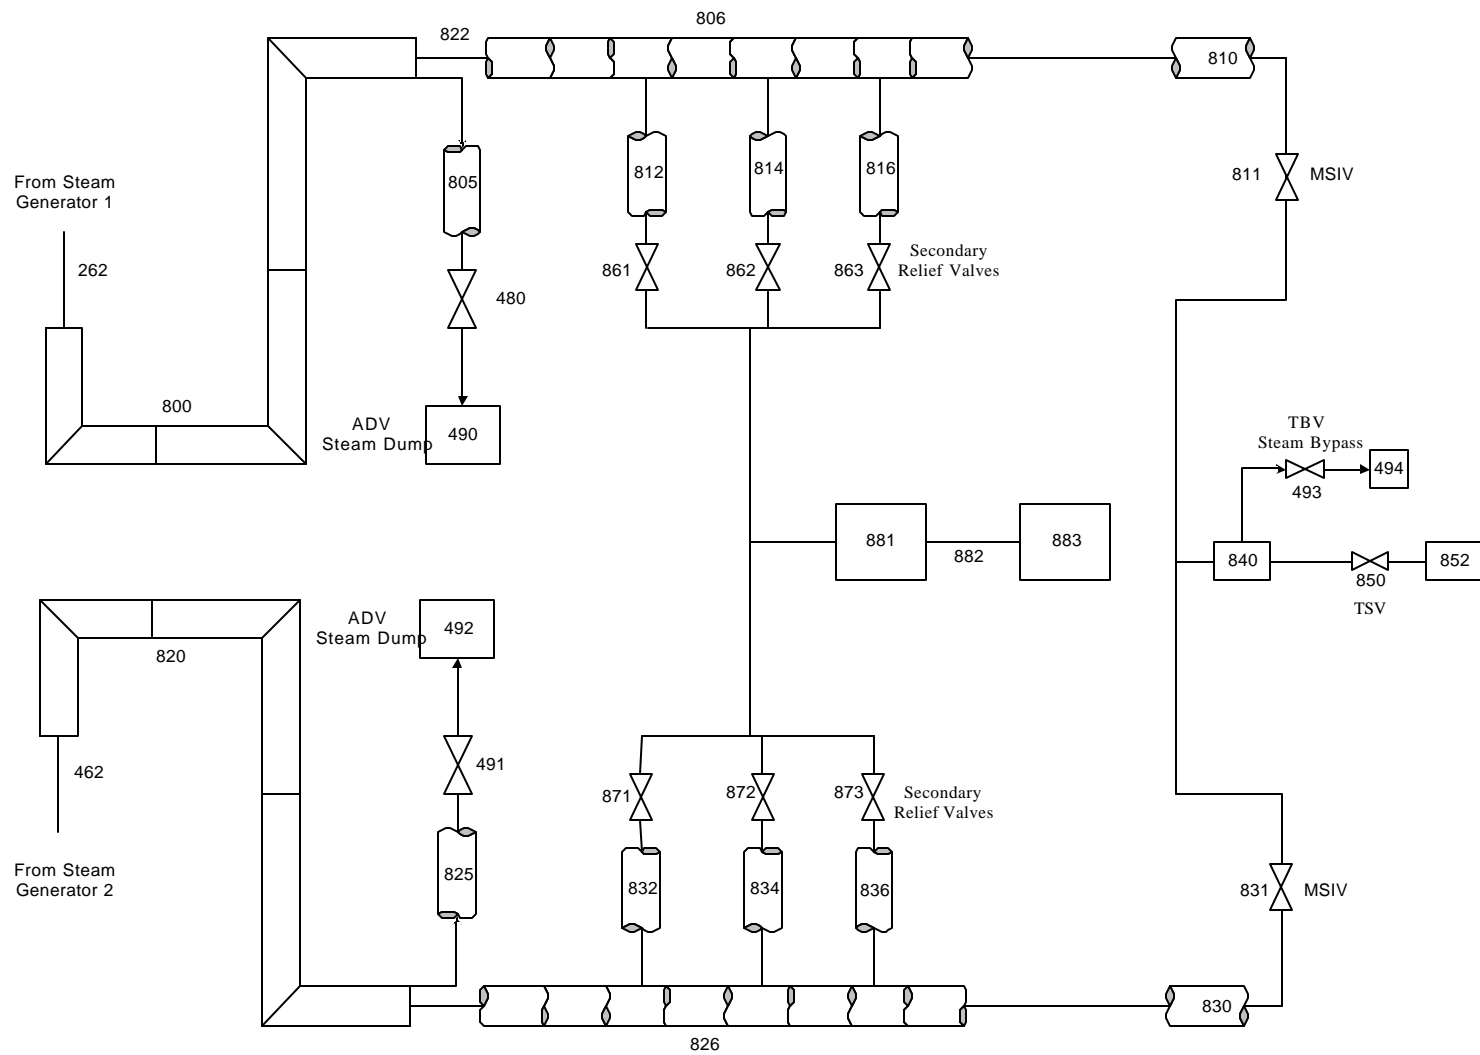 806
822
810
812
814
816
805
811
MSIV
From Steam
Generator 1
262
861
862
863
Secondary
Relief Valves
480
800
ADV
Steam Dump
490
TBV
Steam Bypass
494
493
881
882
883
840
850
852
TSV
ADV
Steam Dump
492
820
462
491
871
872
873
Secondary
Relief Valves
From Steam
Generator 2
825
832
834
836
831
MSIV
830
826